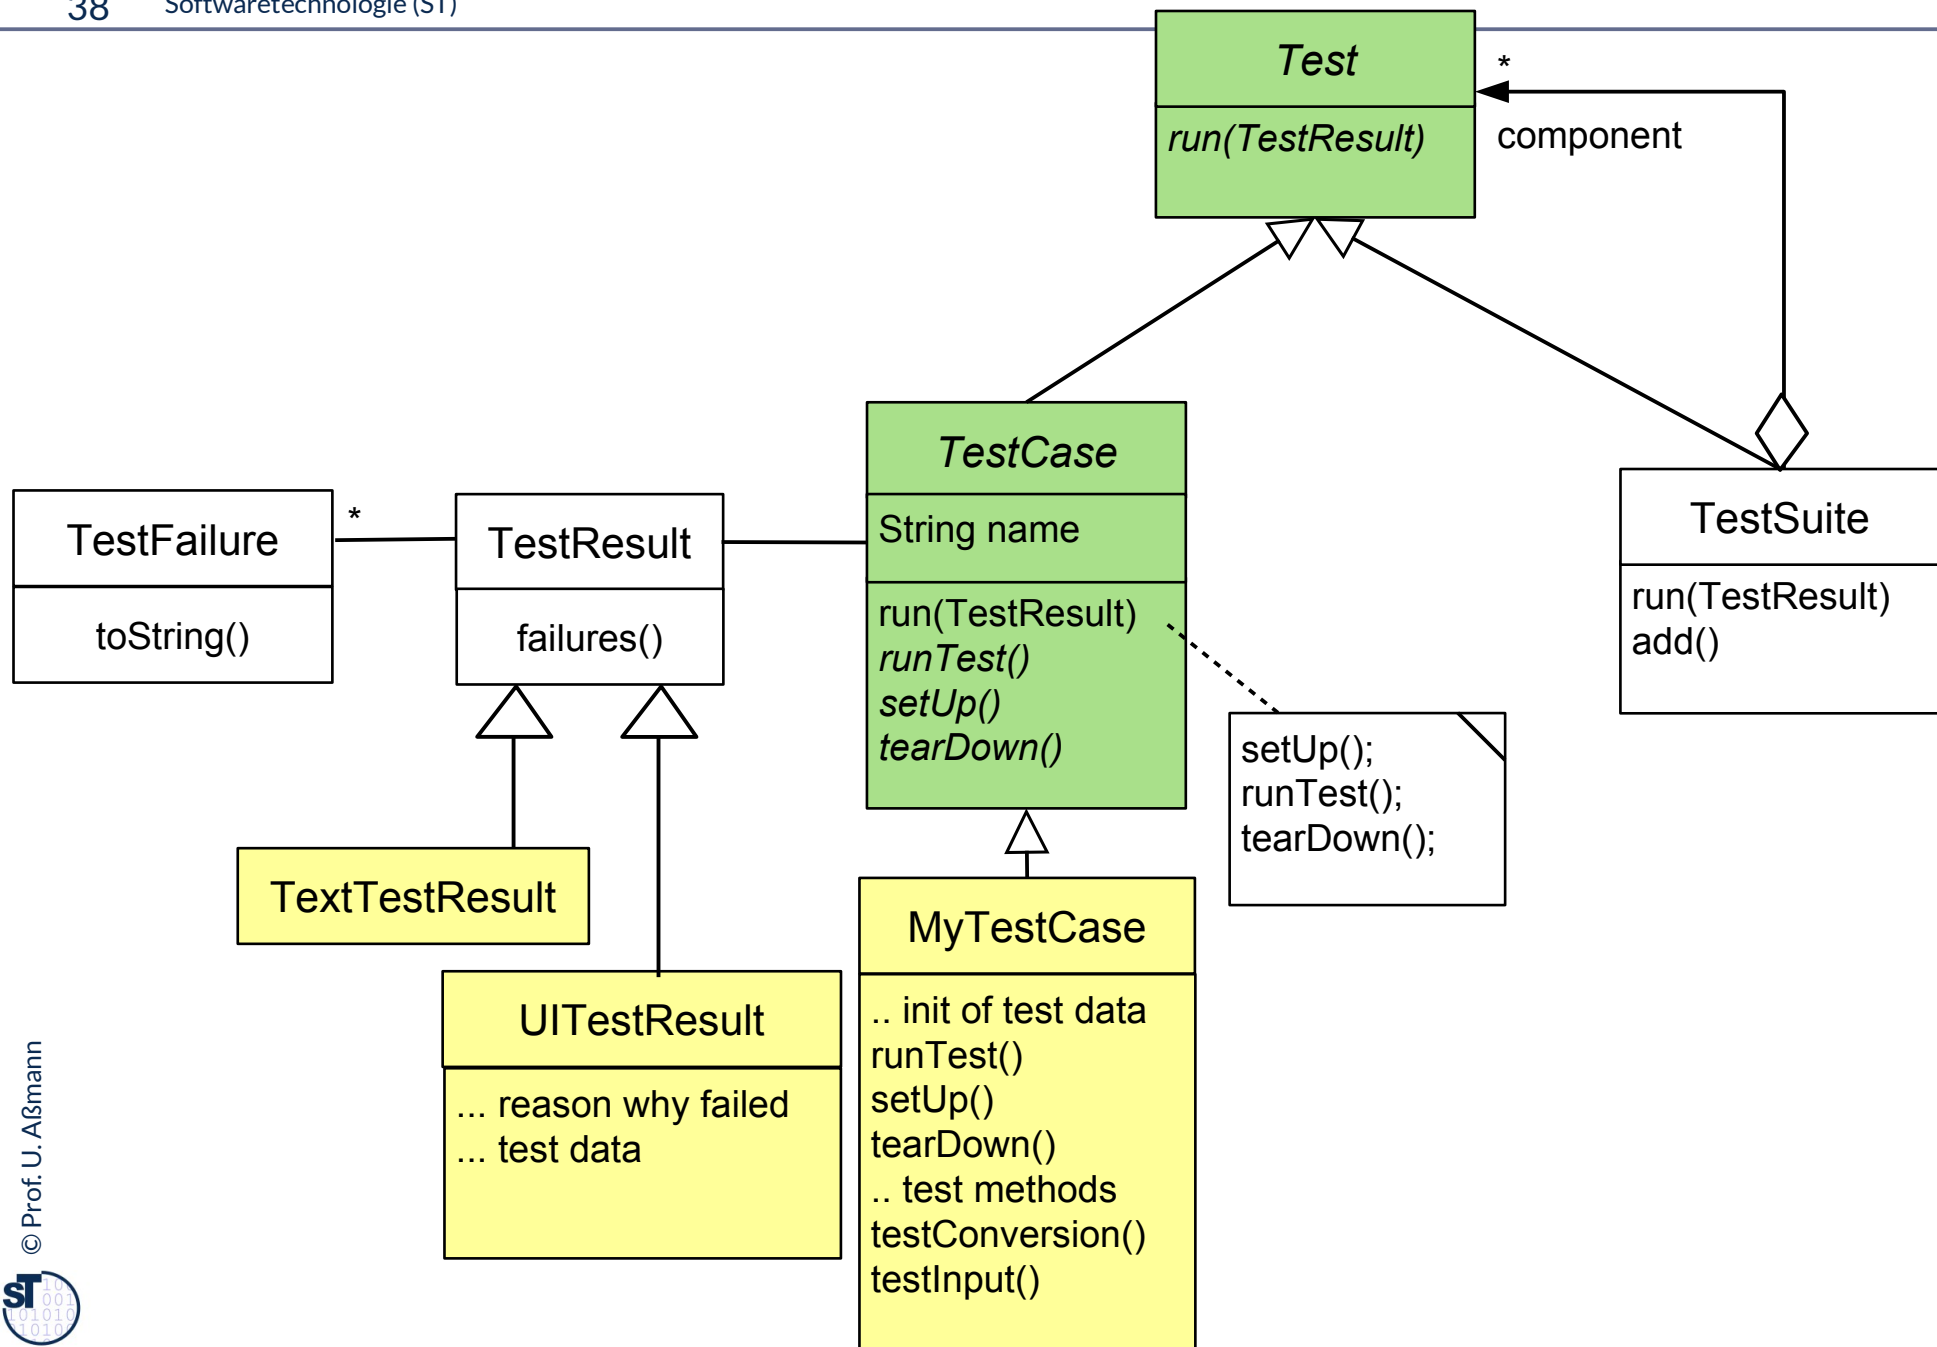 38 Softwaretechnologie (ST)
Test
run(TestResult)
*
component
TestCase
String name
run(TestResult)
runTest()
setUp()
tearDown()
TestFailure
toString()
*
TestResult
failures()
TestSuite
run(TestResult)
add()
setUp();
runTest();
tearDown();
TextTestResult
UITestResult
... reason why failed
... test data
MyTestCase
.. init of test data
runTest()
setUp()
tearDown()
.. test methods
testConversion()
testInput()
© Prof. U. Aßmann
ST